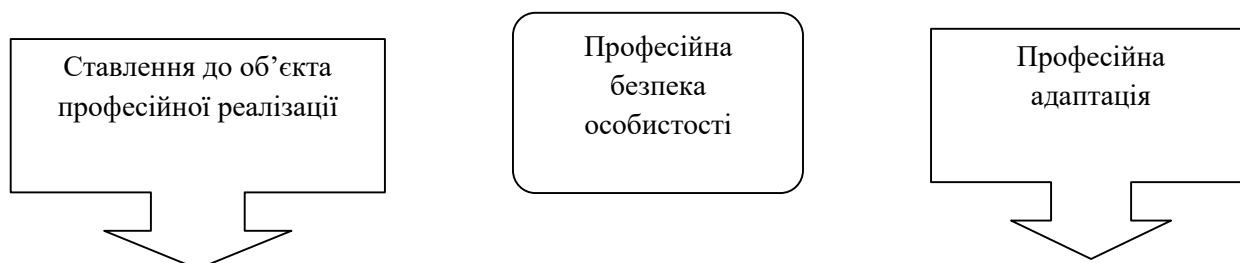 Ставлення до об’єкта
професійної реалізації
Професійна
безпека
особистості
Професійна
адаптація